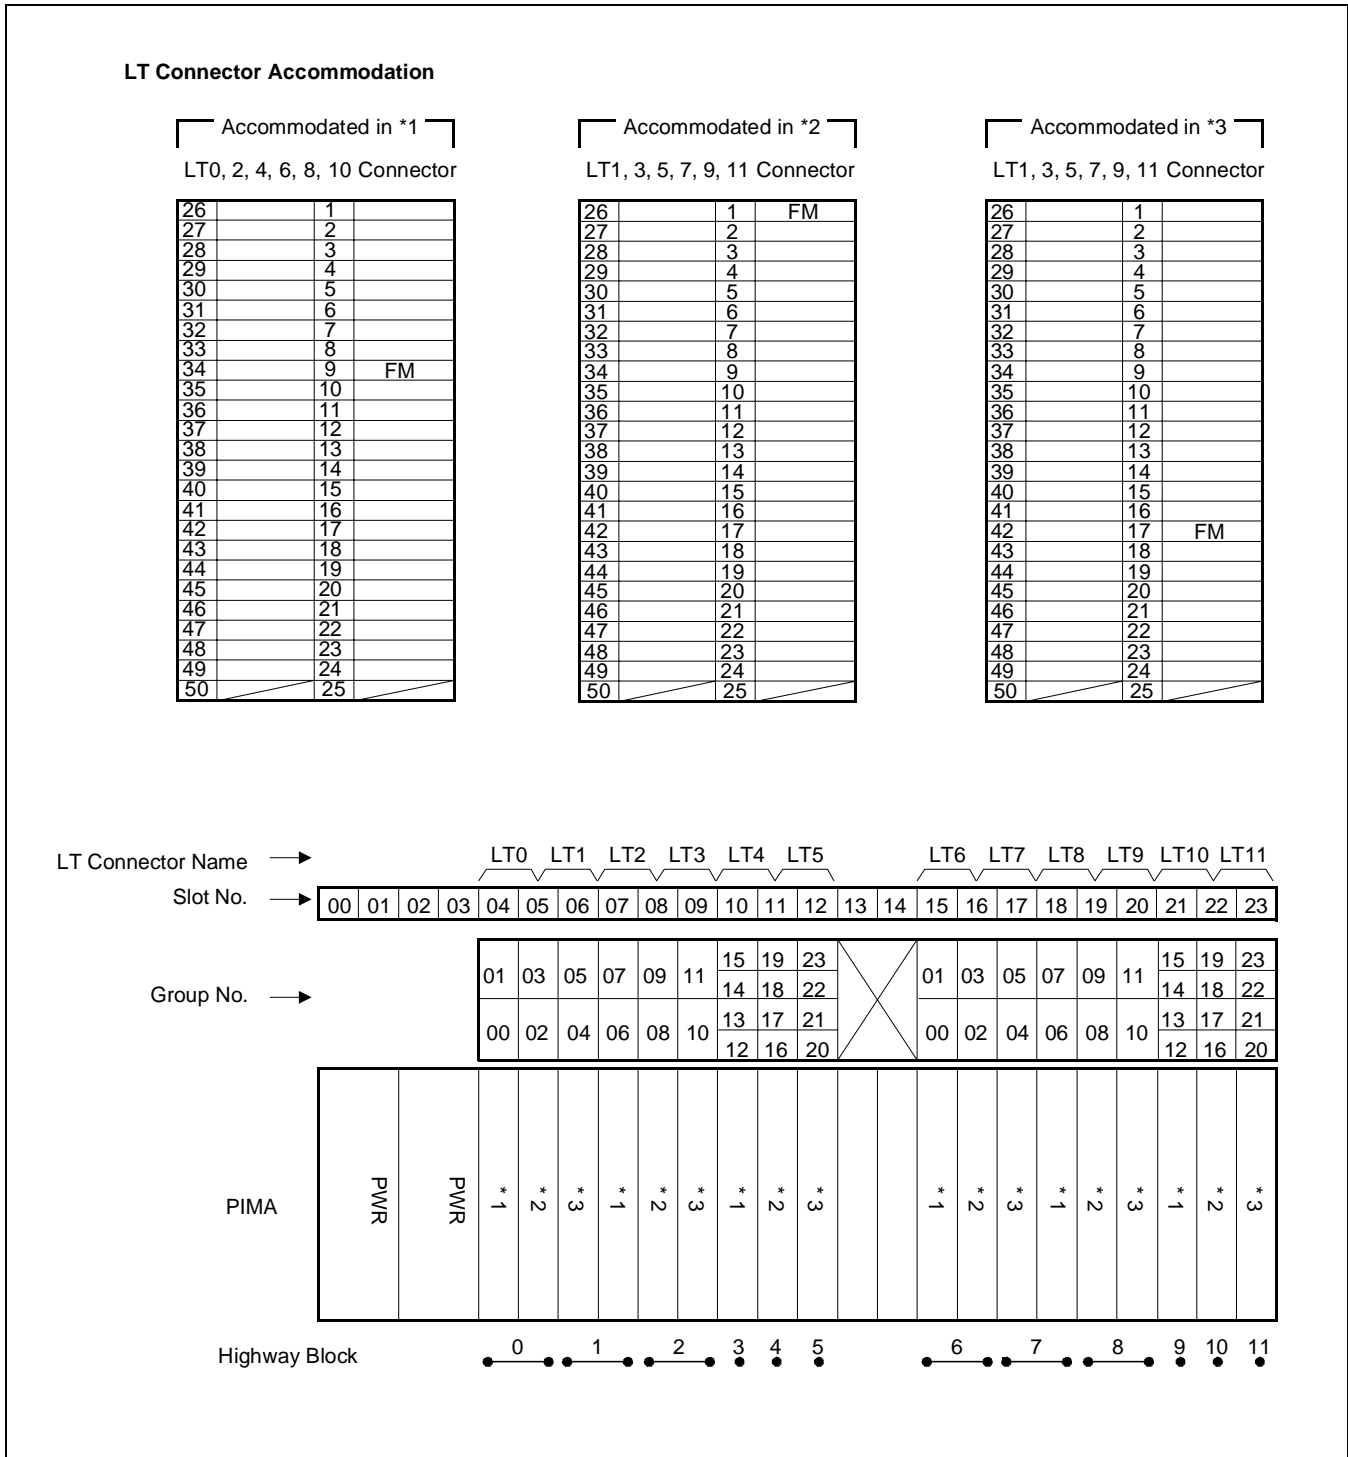 LT Connector Accommodation
Accommodated in *1 Accommodated in *2 Accommodated in *3
LT0, 2, 4, 6, 8, 10 Connector LT1, 3, 5, 7, 9, 11 Connector LT1, 3, 5, 7, 9, 11 Connector
26 1 26 1 FM 26 1
27 2 27 2 27 2
28 3 28 3 28 3
29 4 29 4 29 4
30 5 30 5 30 5
31 6 31 6 31 6
32 7 32 7 32 7
33 8 33 8 33 8
34 9 FM 34 9 34 9
35 10 35 10 35 10
36 11 36 11 36 11
37 12 37 12 37 12
38 13 38 13 38 13
39 14 39 14 39 14
40 15 40 15 40 15
41 16 41 16 41 16
42 17 42 17 42 17 FM
43 18 43 18 43 18
44 19 44 19 44 19
45 20 45 20 45 20
46 21 46 21 46 21
47 22 47 22 47 22
48 23 48 23 48 23
49 24 49 24 49 24
50 25 50 25 50 25
LT Connector Name LT0 LT1 LT2 LT3 LT4 LT5 LT6 LT7 LT8 LT9 LT10 LT11
Slot No. 00 01 02 03 04 05 06 07 08 09 10 11 12 13 14 15 16 17 18 19 20 21 22 23
15 19 23 15 19 23
01 03 05 07 09 11 01 03 05 07 09 11
14 18 22 14 18 22
Group No.
13 17 21 13 17 21
00 02 04 06 08 10 00 02 04 06 08 10
12 16 20 12 16 20
PIMA PWR PWR *1 *2 *3 *1 *2 *3 *1 *2 *3 *1 *2 *3 *1 *2 *3 *1 *2 *3
Highway Block 0 1 2 3 4 5 6 7 8 9 10 11